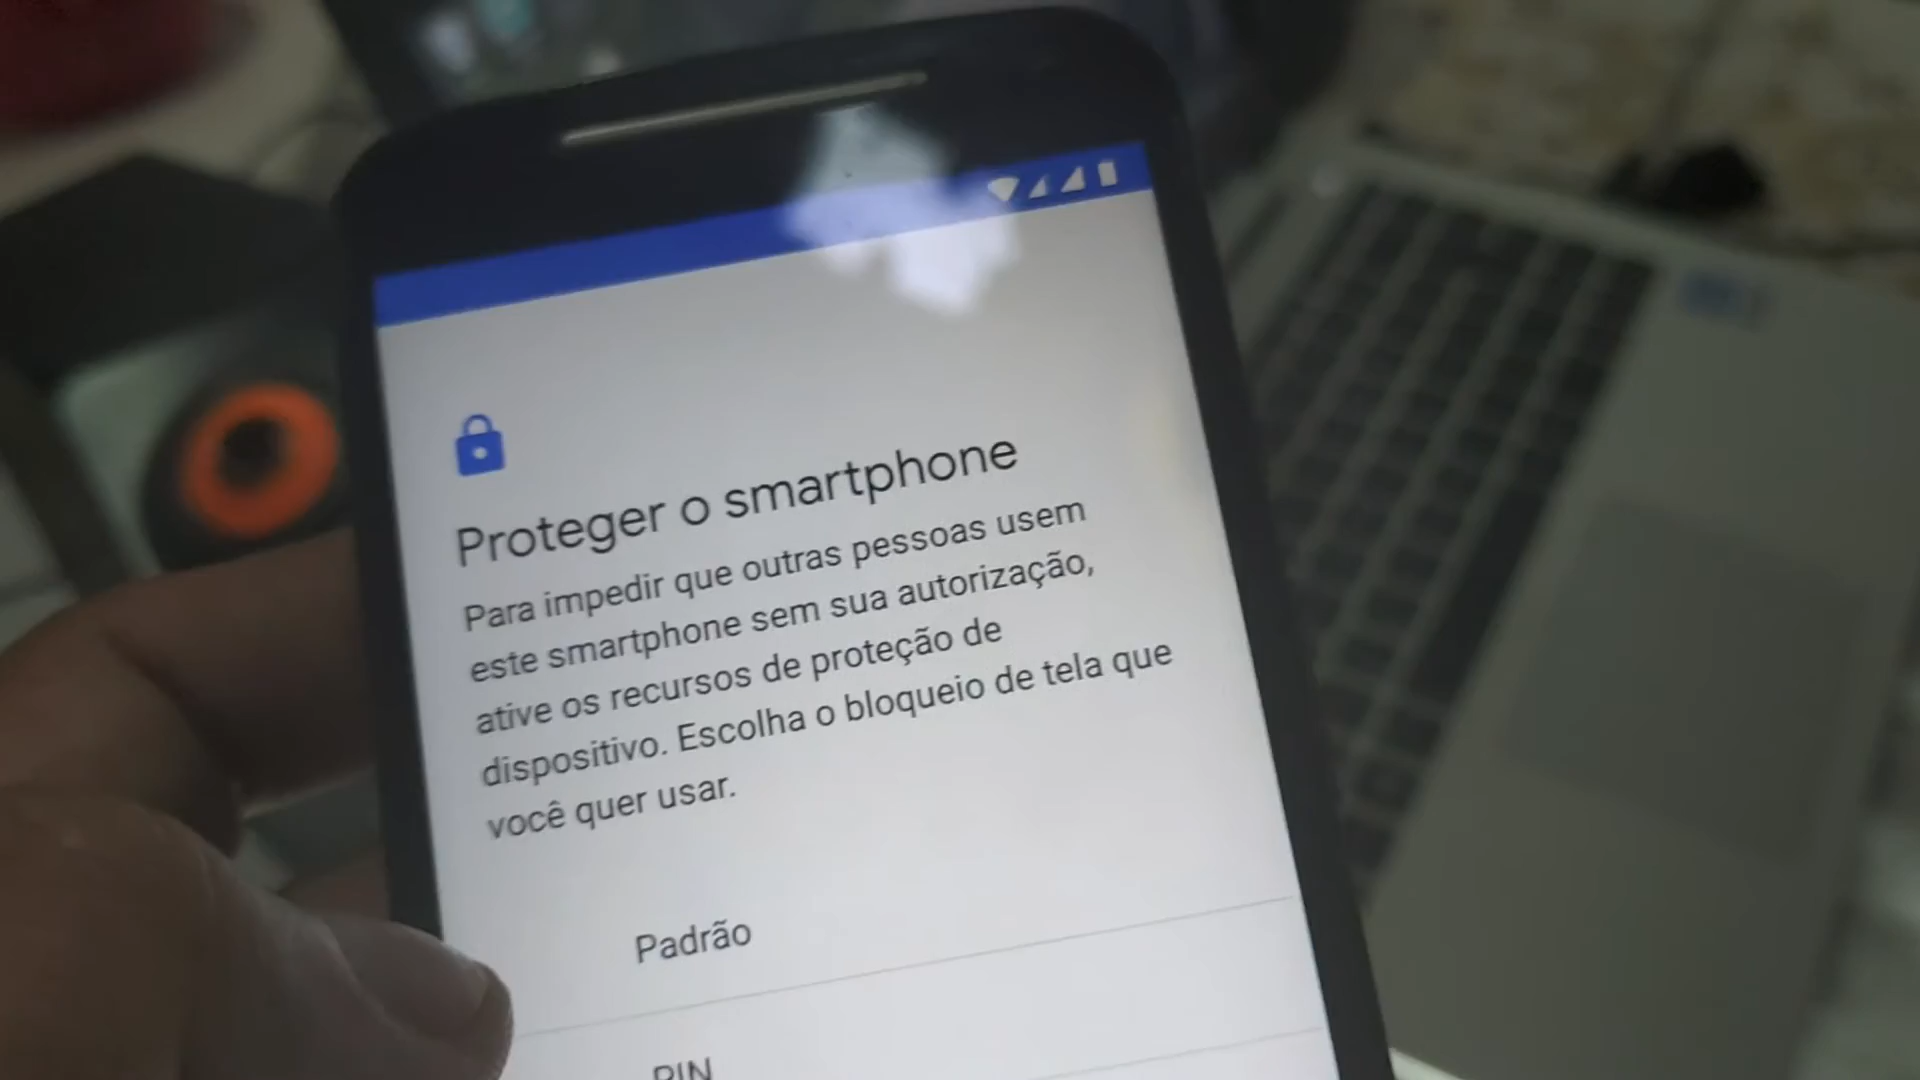 Proteger o smartphone
Para impedir que outras pessoas usem
este smartphone sem sua autorização,
ative os recursos de proteção de
dispositivo. Escolha o bloqueio de tela que
você quer usar.
Padrão
PIN